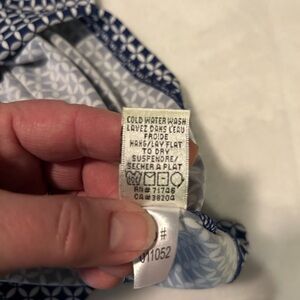 COLD WATER WASH
LAVEZ DANS L'EAU
FROIDE
HANG/LAY FLAT
TO DRY
SUSPENDRE/
SECHER A PLAT
RN# 71746
CA# 38204
#
011052